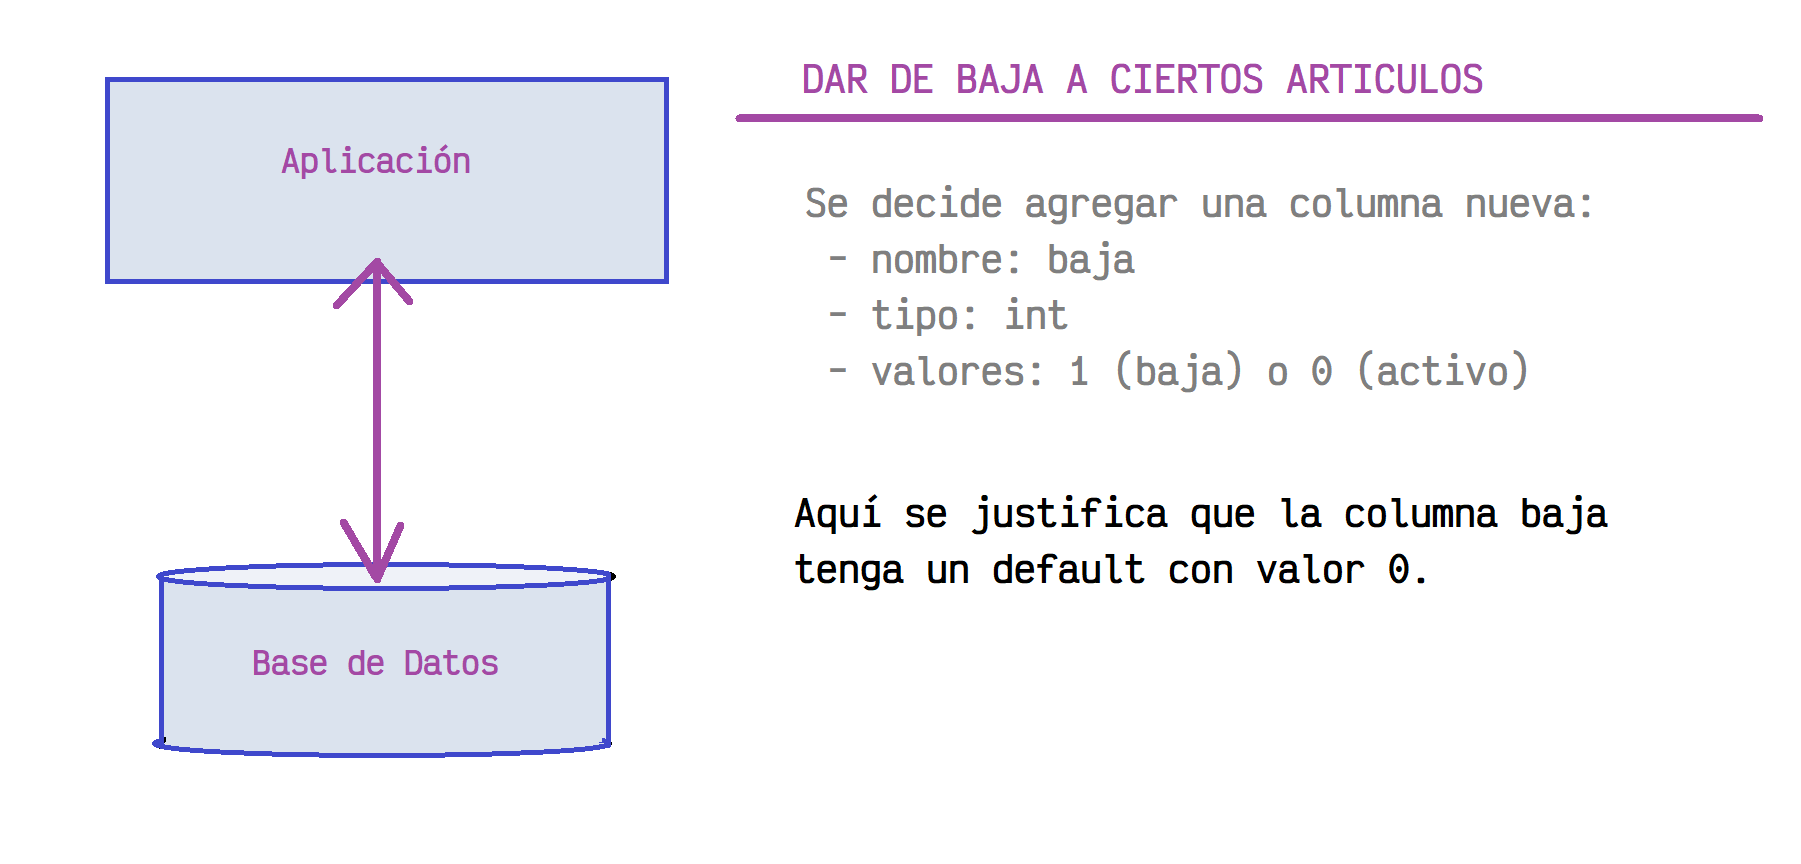 Aplicación
Base de Datos
DAR DE BAJA A CIERTOS ARTICULOS
Se decide agregar una columna nueva:
- nombre: baja
- tipo: int
- valores: 1 (baja) o 0 (activo)
Aquí se justifica que la columna baja
tenga un default con valor 0.